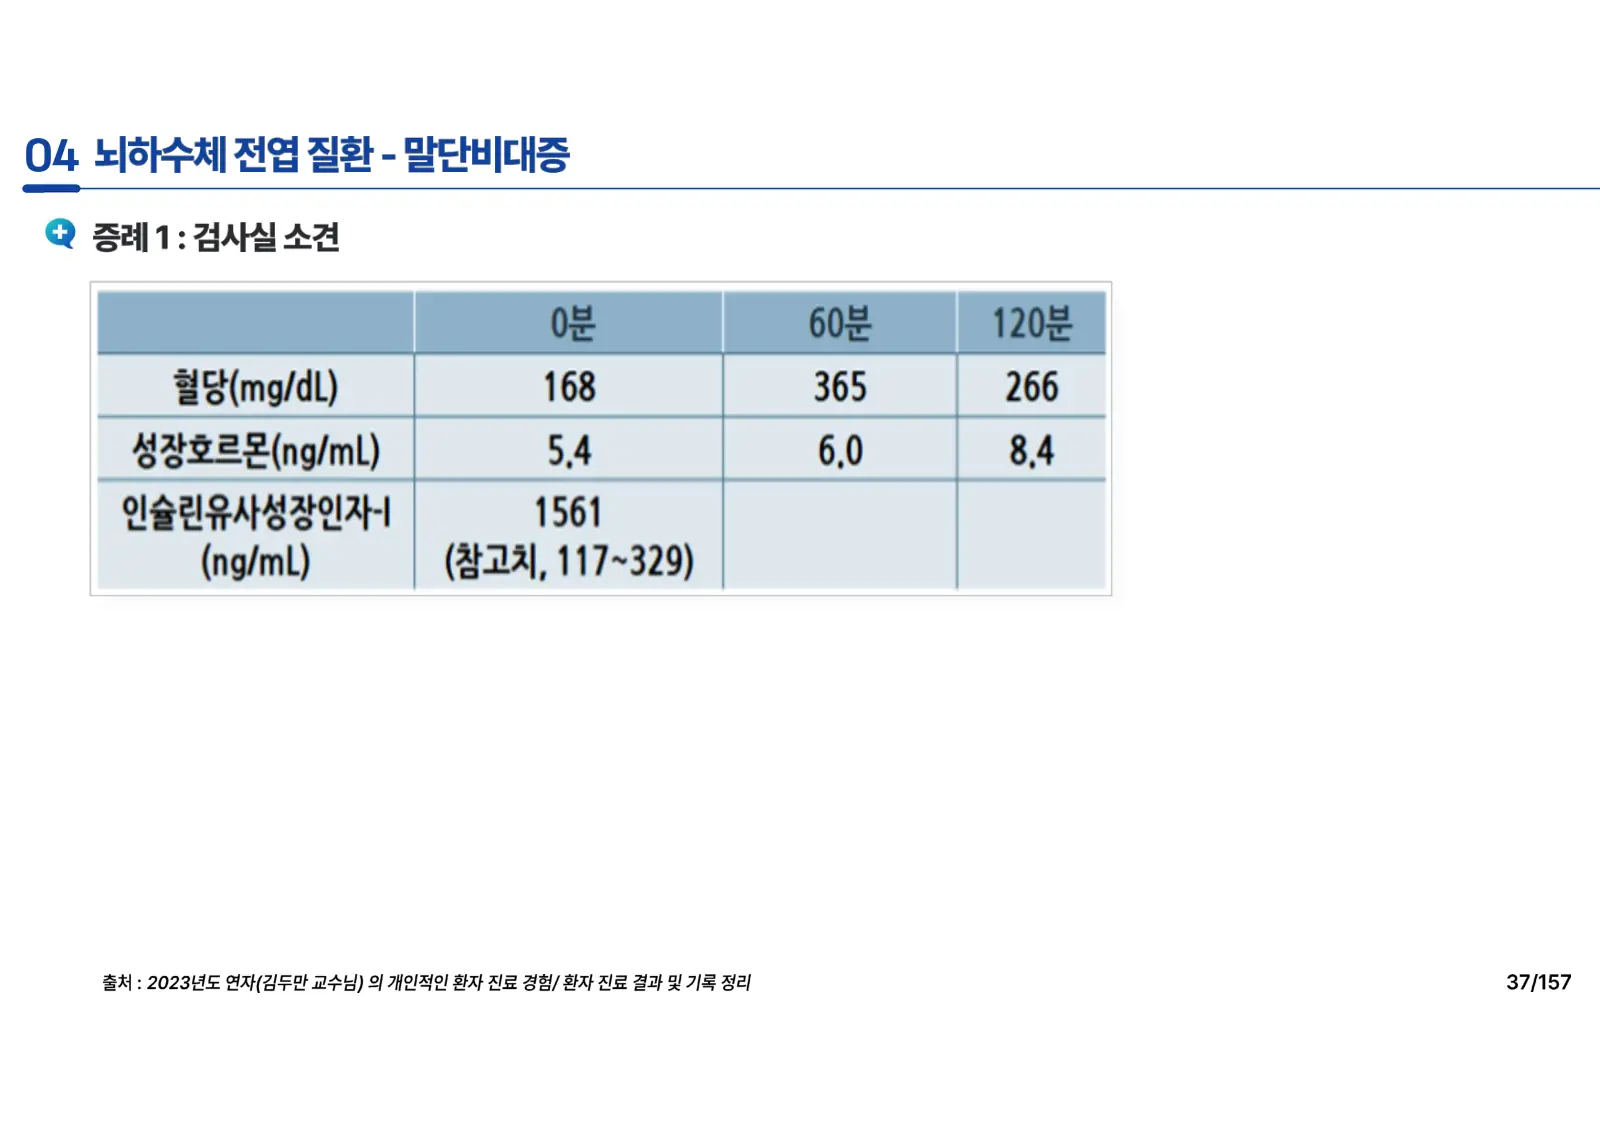 04 뇌하수체 전엽 질환 - 말단비대증
증례 1 : 검사실 소견
0분 60분 120분
혈당(mg/dL) 168 365 266
성장호르몬(ng/mL) 5.4 6.0 8.4
인슐린유사성장인자-I 1561
(ng/mL) (참고치, 117~329)
출처 : 2023년도 연자(김두만 교수님) 의 개인적인 환자 진료 경험/ 환자 진료 결과 및 기록 정리
37/157